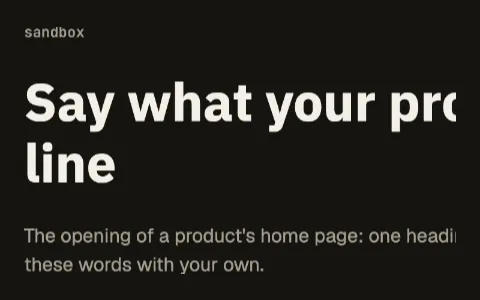 sandbox
Say what your pro
line
The opening of a product's home page: one headi
these words with your own.